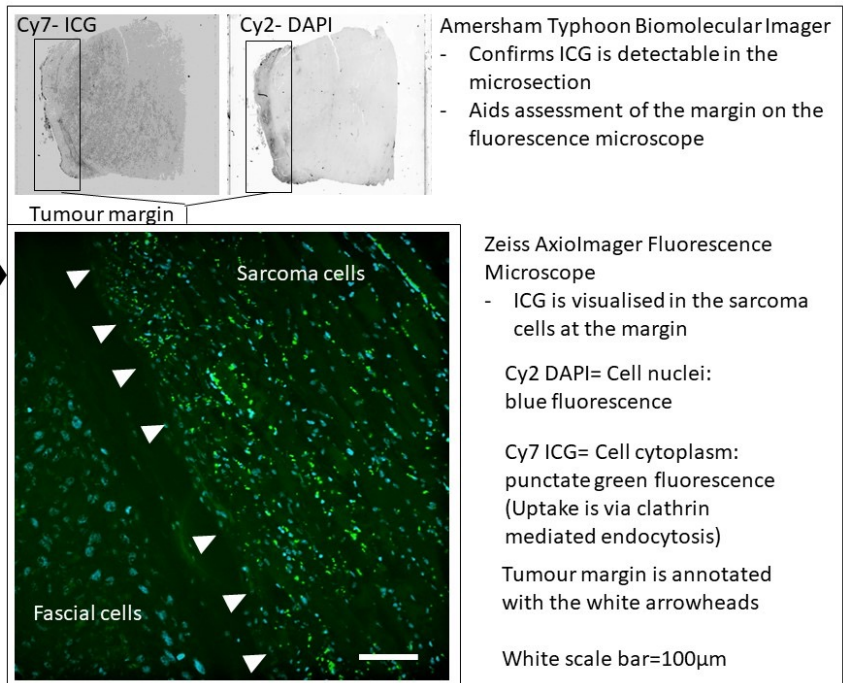 Cy7- ICG
Cy2- DAPI
Amersham Typhoon Biomolecular Imager
- Confirms ICG is detectable in the
microsection
- Aids assessment of the margin on the
fluorescence microscope
Tumour margin
Sarcoma cells
Fascial cells
Zeiss AxioImager Fluorescence
Microscope
- ICG is visualised in the sarcoma
cells at the margin
Cy2 DAPI= Cell nuclei:
blue fluorescence
Cy7 ICG= Cell cytoplasm:
punctate green fluorescence
(Uptake is via clathrin
mediated endocytosis)
Tumour margin is annotated
with the white arrowheads
White scale bar=100μm